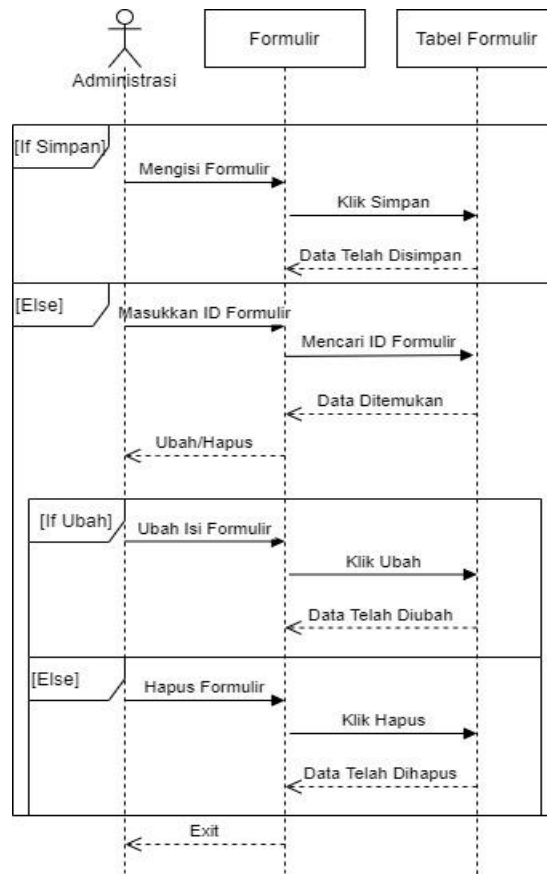 Formulir
Tabel Formulir
Administrasi
[If Simpan]
Mengisi Formulir
Klik Simpan
Data Telah Disimpan
[Else]
Masukkan ID Formulir
Mencari ID Formulir
Data Ditemukan
Ubah/Hapus
[If Ubah]
Ubah Isi Formulir
Klik Ubah
Data Telah Diubah
[Else]
Hapus Formulir
Klik Hapus
Data Telah Dihapus
Exit